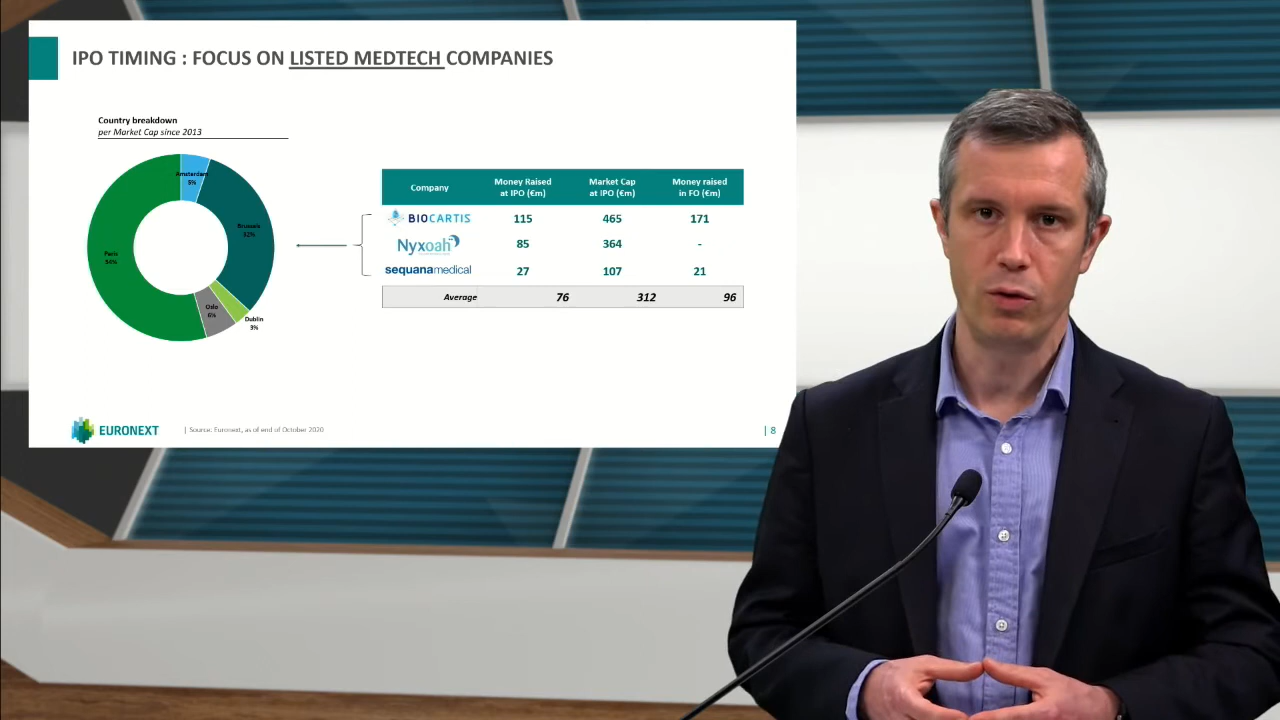 IPO TIMING : FOCUS ON LISTED MEDTECH COMPANIES
Country breakdown
per Market Cap since 2013
Amsterdam
5%
Brussels
32%
Paris
54%
Oslo
6%
Dublin
3%
Company Money Raised at IPO (€m) Market Cap at IPO (€m) Money raised in FO (€m)
BIOCARTIS 115 465 171
Nyxoah 85 364 -
sequanamedical 27 107 21
Average 76 312 96
EURONEXT
| Source: Euronext, as of end of October 2020
| 8